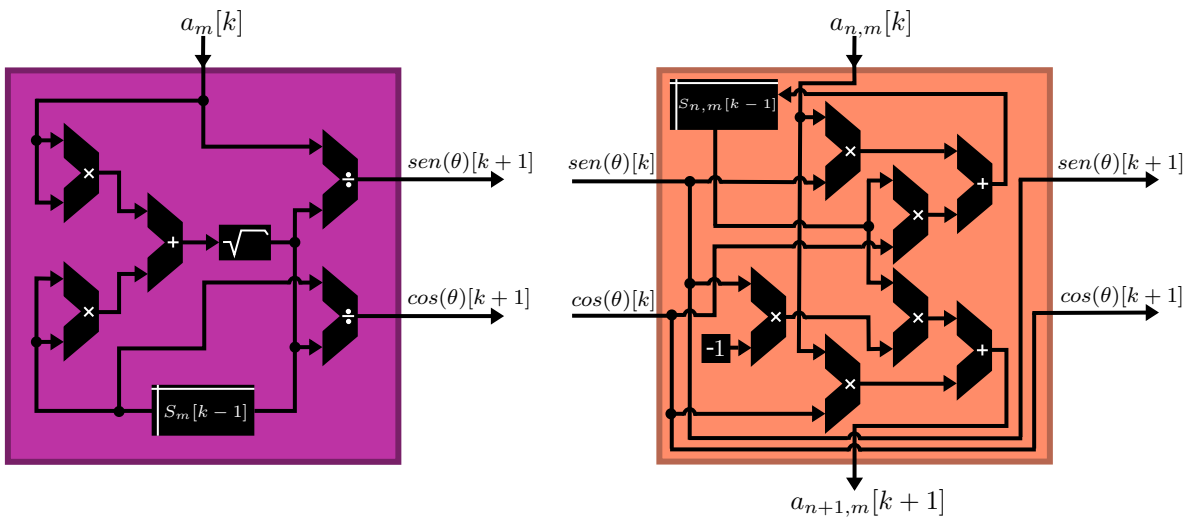 a_m[k]
a_{n,m}[k]
S_{n,m}[k − 1]
×
×
÷
sen(θ)[k + 1]
sen(θ)[k]
+
×
sen(θ)[k + 1]
+
√
×
×
÷
cos(θ)[k + 1]
cos(θ)[k]
×
×
cos(θ)[k + 1]
-1
+
×
S_m[k − 1]
a_{n+1,m}[k + 1]